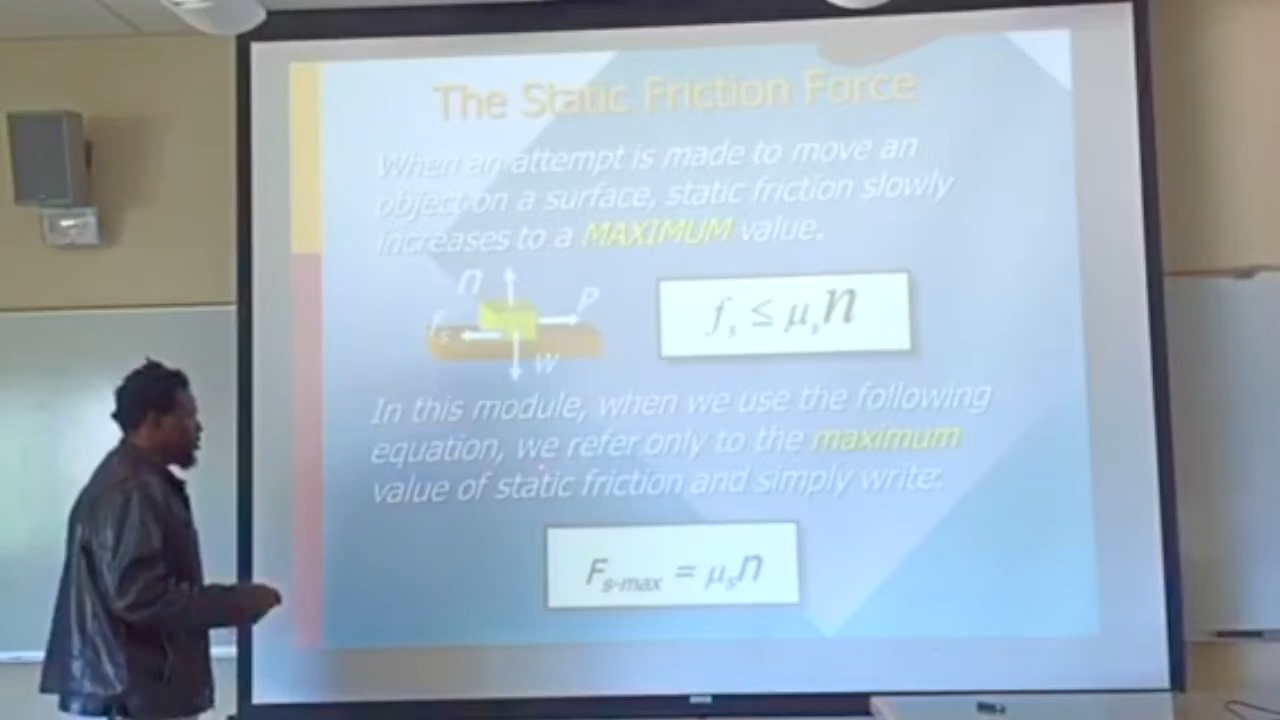 The Static Friction Force
When an attempt is made to move an
object on a surface, static friction slowly
increases to a MAXIMUM value.
n
P
fs
W
fs ≤ μsn
In this module, when we use the following
equation, we refer only to the maximum
value of static friction and simply write:
Fs-max = μsn